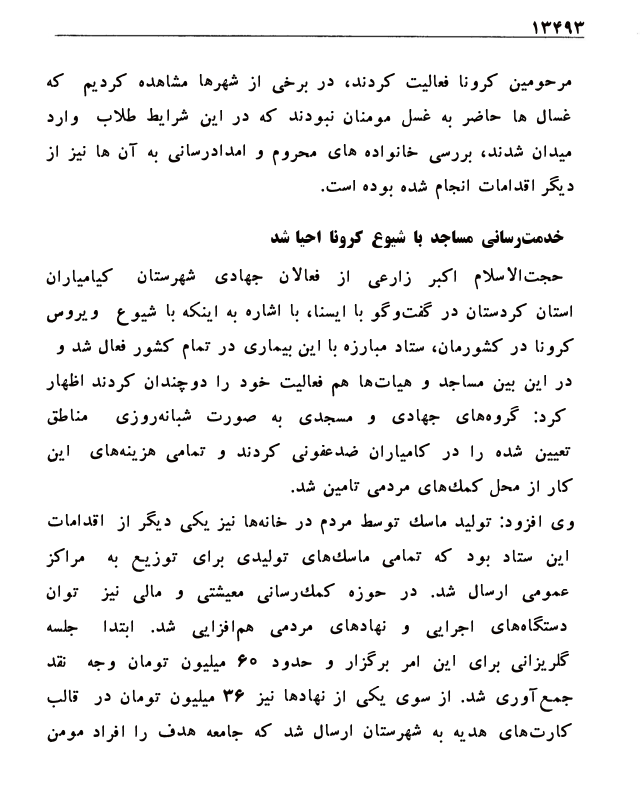 ۱۳۴۹۳
مرحومین کرونا فعالیت کردند، در برخی از شهرها مشاهده کردیم که
غسال ها حاضر به غسل مومنان نبودند که در این شرایط طلاب وارد
میدان شدند، بررسی خانواده های محروم و امدادرسانی به آن ها نیز از
دیگر اقدامات انجام شده بوده است.
خدمت‌رسانی مساجد با شیوع کرونا احیا شد
حجت‌الاسلام اکبر زارعی از فعالان جهادی شهرستان کیامیاران
استان کردستان در گفت‌وگو با ایسنا، با اشاره به اینکه با شیوع ویروس
کرونا در کشورمان، ستاد مبارزه با این بیماری در تمام کشور فعال شد و
در این بین مساجد و هیات‌ها هم فعالیت خود را دوچندان کردند اظهار
کرد: گروه‌های جهادی و مسجدی به صورت شبانه‌روزی مناطق
تعیین شده را در کامیاران ضدعفونی کردند و تمامی هزینه‌های این
کار از محل کمک‌های مردمی تامین شد.
وی افزود: تولید ماسک توسط مردم در خانه‌ها نیز یکی دیگر از اقدامات
این ستاد بود که تمامی ماسک‌های تولیدی برای توزیع به مراکز
عمومی ارسال شد. در حوزه کمک‌رسانی معیشتی و مالی نیز توان
دستگاه‌های اجرایی و نهادهای مردمی هم‌افزایی شد. ابتدا جلسه
گلریزانی برای این امر برگزار و حدود ۶۰ میلیون تومان وجه نقد
جمع‌آوری شد. از سوی یکی از نهادها نیز ۳۶ میلیون تومان در قالب
کارت‌های هدیه به شهرستان ارسال شد که جامعه هدف را افراد مومن